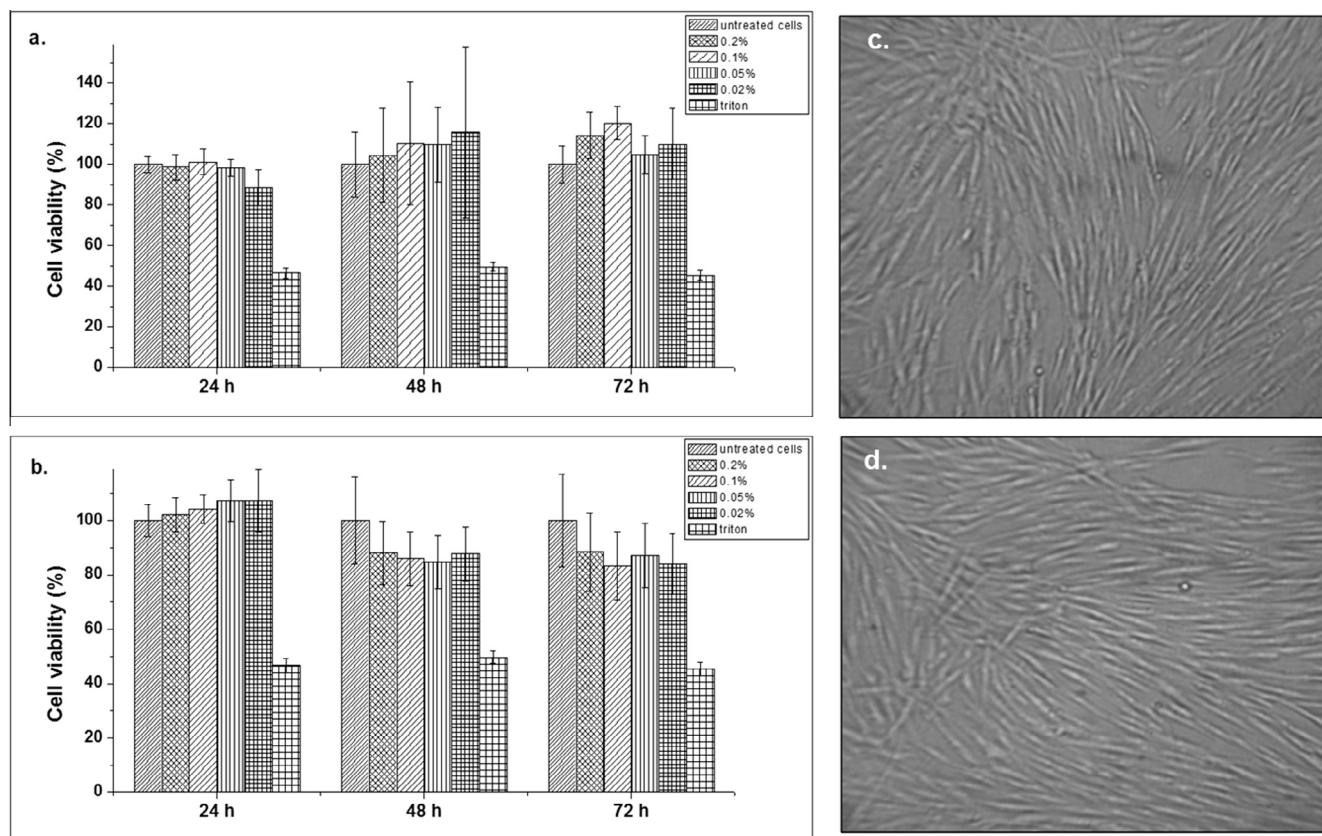 a.
untreated cells
0.2%
0.1%
0.05%
0.02%
triton
Cell viability (%)
140
120
100
80
60
40
20
0
24 h 48 h 72 h
c.
b.
untreated cells
0.2%
0.1%
0.05%
0.02%
triton
Cell viability (%)
100
80
60
40
20
0
24 h 48 h 72 h
d.